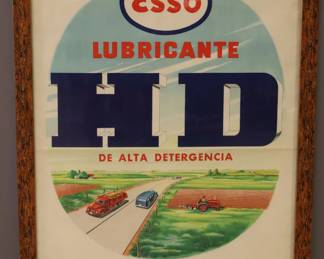 ESSO
LUBRICANTE
HD
DE ALTA DETERGENCIA